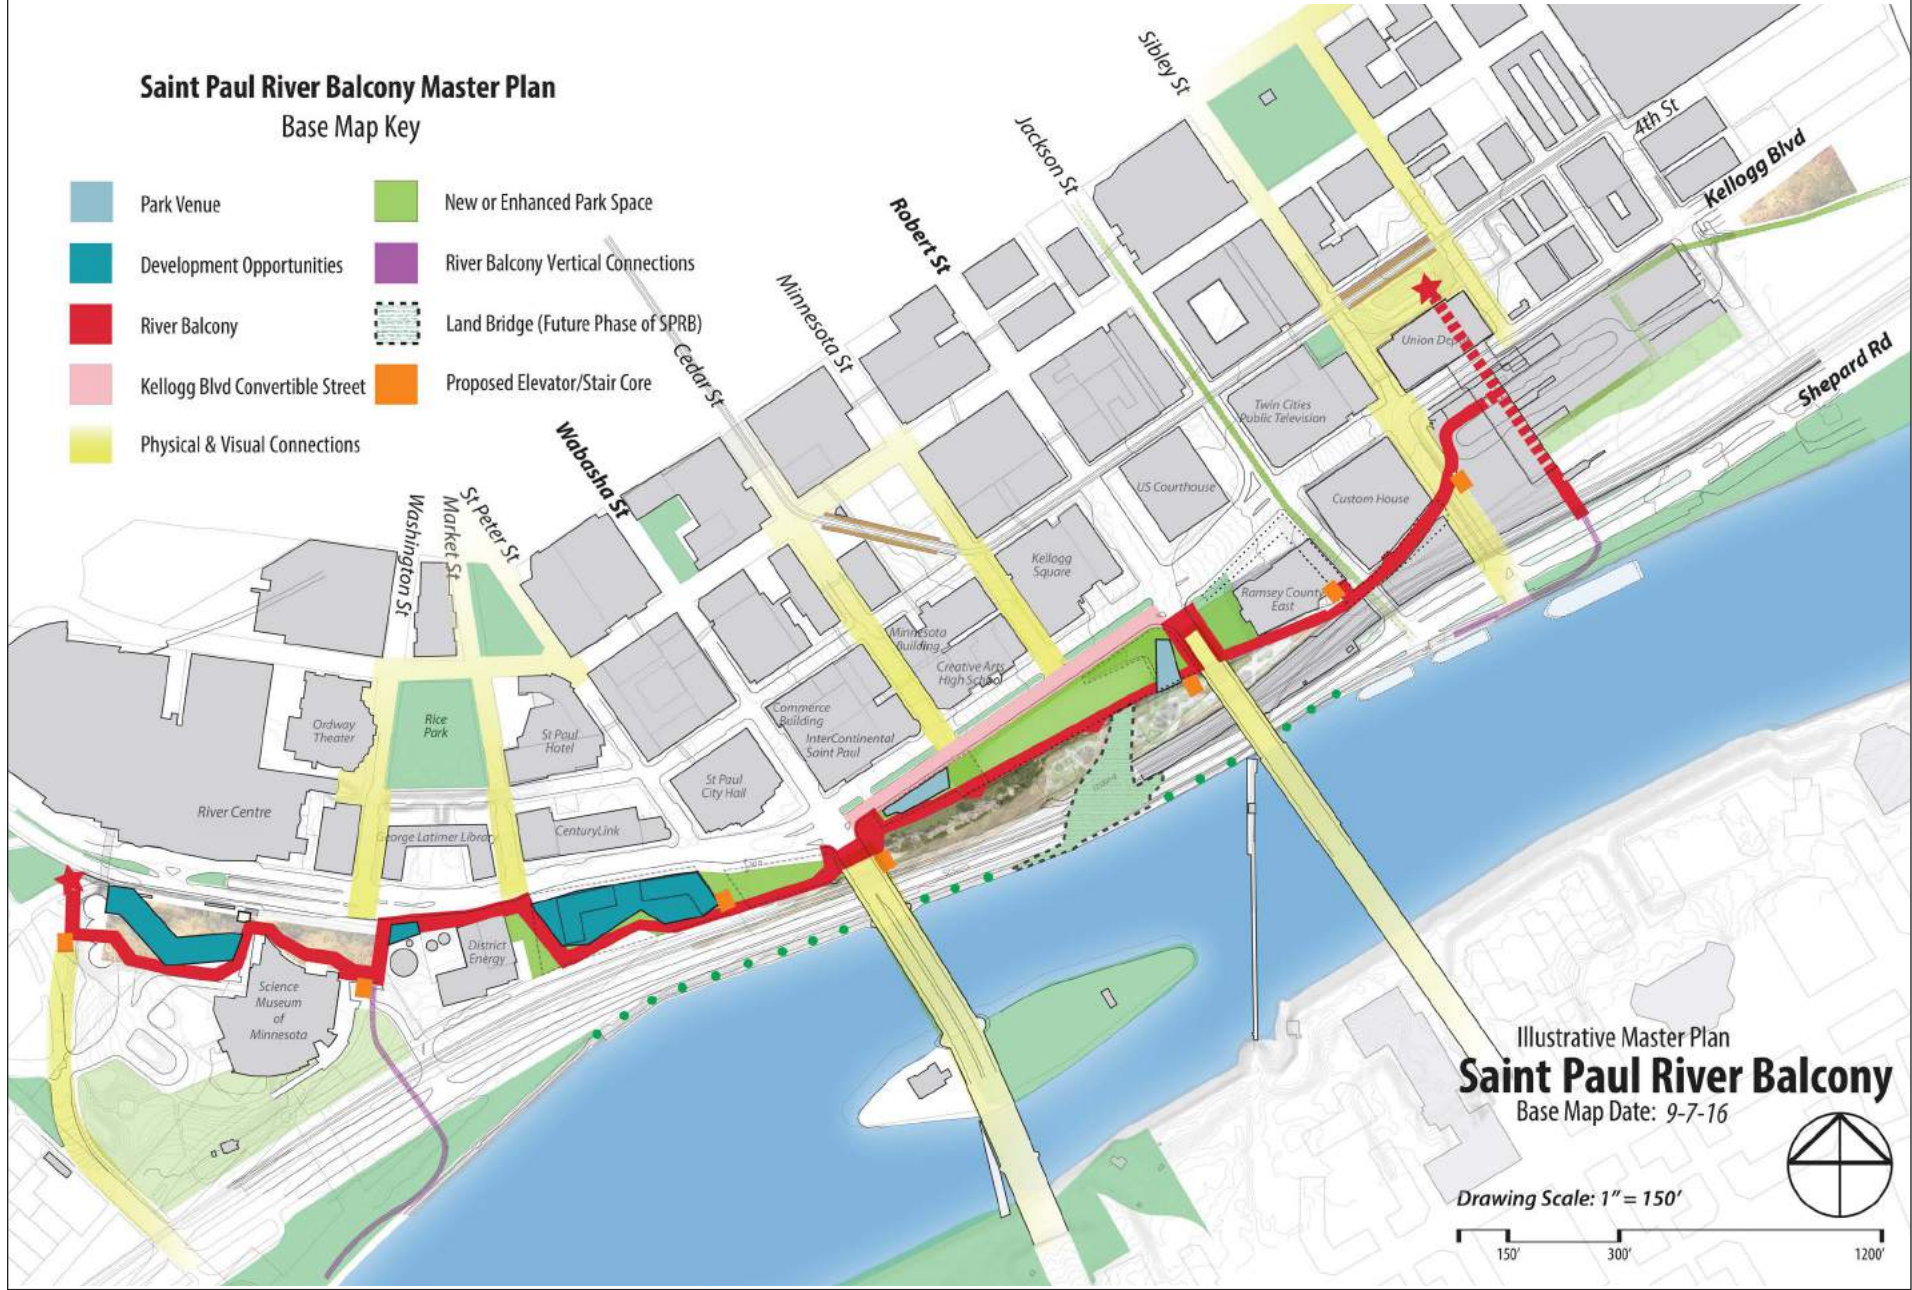 Saint Paul River Balcony Master Plan
Base Map Key
Park Venue
New or Enhanced Park Space
Development Opportunities
River Balcony Vertical Connections
River Balcony
Land Bridge (Future Phase of SPRB)
Kellogg Blvd Convertible Street
Proposed Elevator/Stair Core
Physical & Visual Connections
Sibley St
Jackson St
Robert St
Minnesota St
Cedar St
Wabasha St
St Peter St
Market St
Washington St
4th St
Kellogg Blvd
Shepard Rd
Union Dep
Twin Cities
Public Television
Custom House
US Courthouse
Kellogg
Square
Ramsey County
East
Minnesota
Building
Creative Arts
High School
Commerce
Building
InterContinental
Saint Paul
St Paul
City Hall
St Paul
Hotel
Rice
Park
Ordway
Theater
River Centre
George Latimer Library
CenturyLink
District
Energy
Science
Museum
of
Minnesota
Illustrative Master Plan
Saint Paul River Balcony
Base Map Date: 9-7-16
Drawing Scale: 1" = 150'
150'
300'
1200'